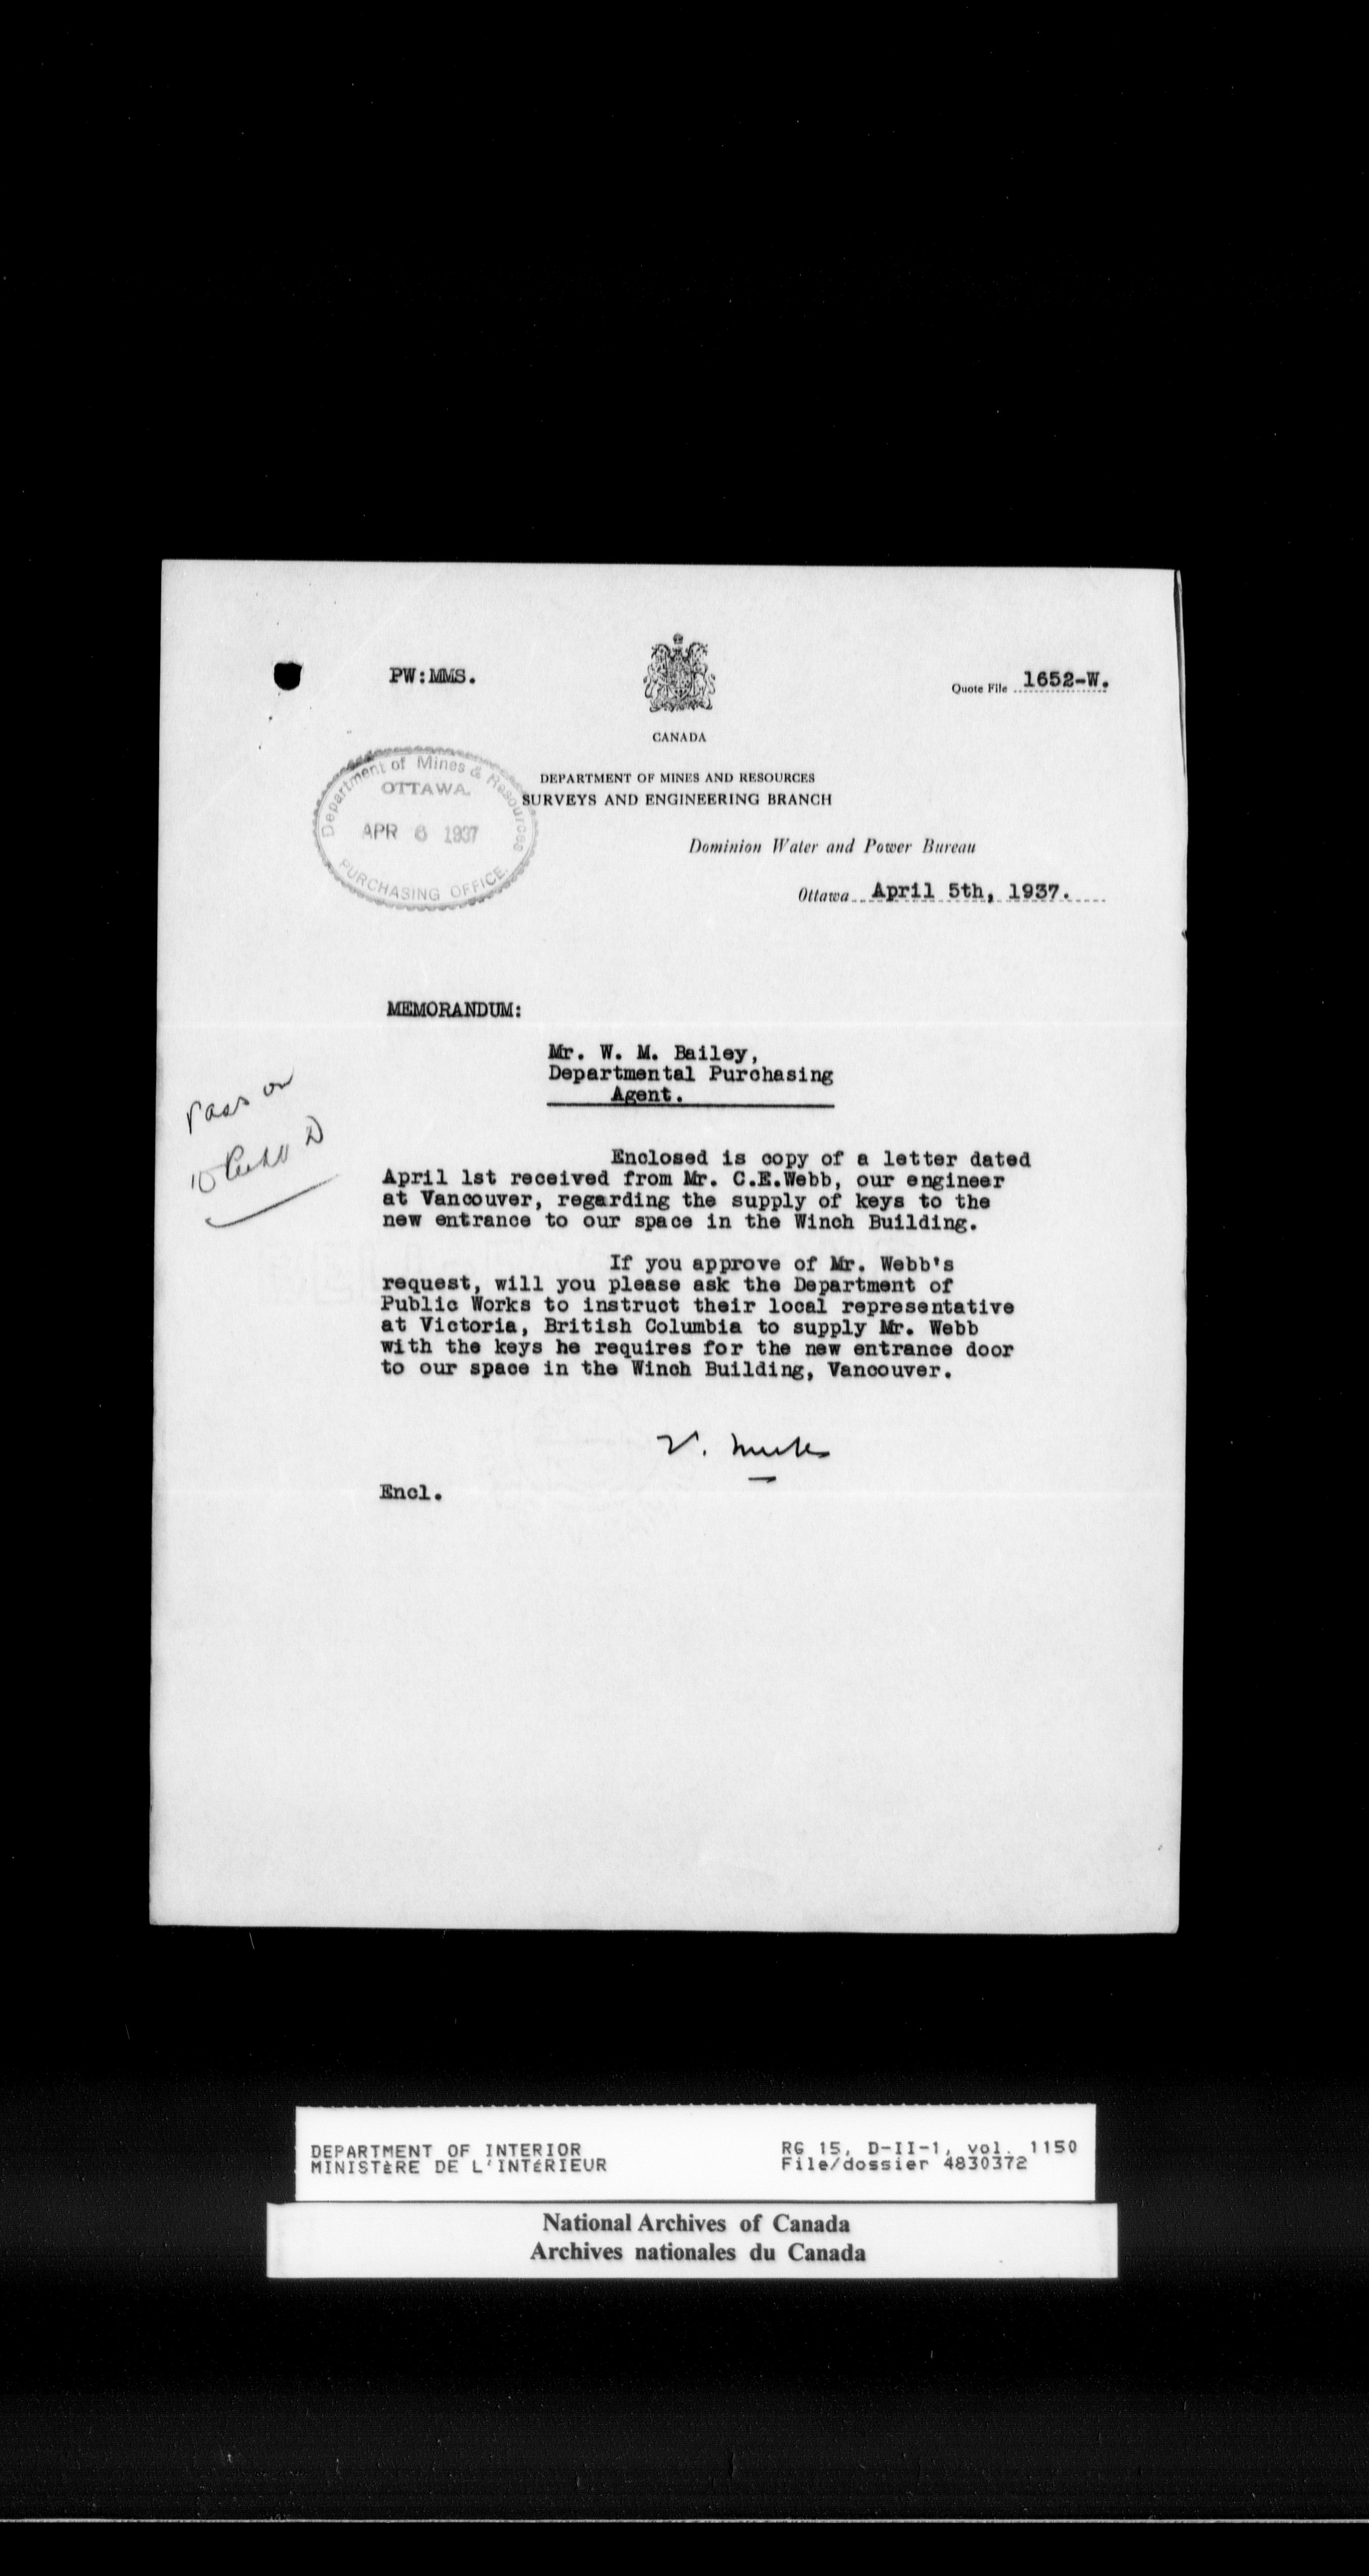 PW:MMS.
Quote File 1652-W.
CANADA
DEPARTMENT OF MINES AND RESOURCES
SURVEYS AND ENGINEERING BRANCH
Department of Mines & Resources
OTTAWA.
APR 6 1937
PURCHASING OFFICE.
Dominion Water and Power Bureau
Ottawa April 5th, 1937.
MEMORANDUM:
Mr. W. M. Bailey,
Departmental Purchasing
Agent.
Pass on
Enclosed is copy of a letter dated
April 1st received from Mr. C.E.Webb, our engineer
at Vancouver, regarding the supply of keys to the
new entrance to our space in the Winch Building.
If you approve of Mr. Webb's
request, will you please ask the Department of
Public Works to instruct their local representative
at Victoria, British Columbia to supply Mr. Webb
with the keys he requires for the new entrance door
to our space in the Winch Building, Vancouver.
V.
Encl.
DEPARTMENT OF INTERIOR
MINISTÈRE DE L'INTÉRIEUR
RG 15, D-II-1, vol. 1150
File/dossier 4830372
National Archives of Canada
Archives nationales du Canada